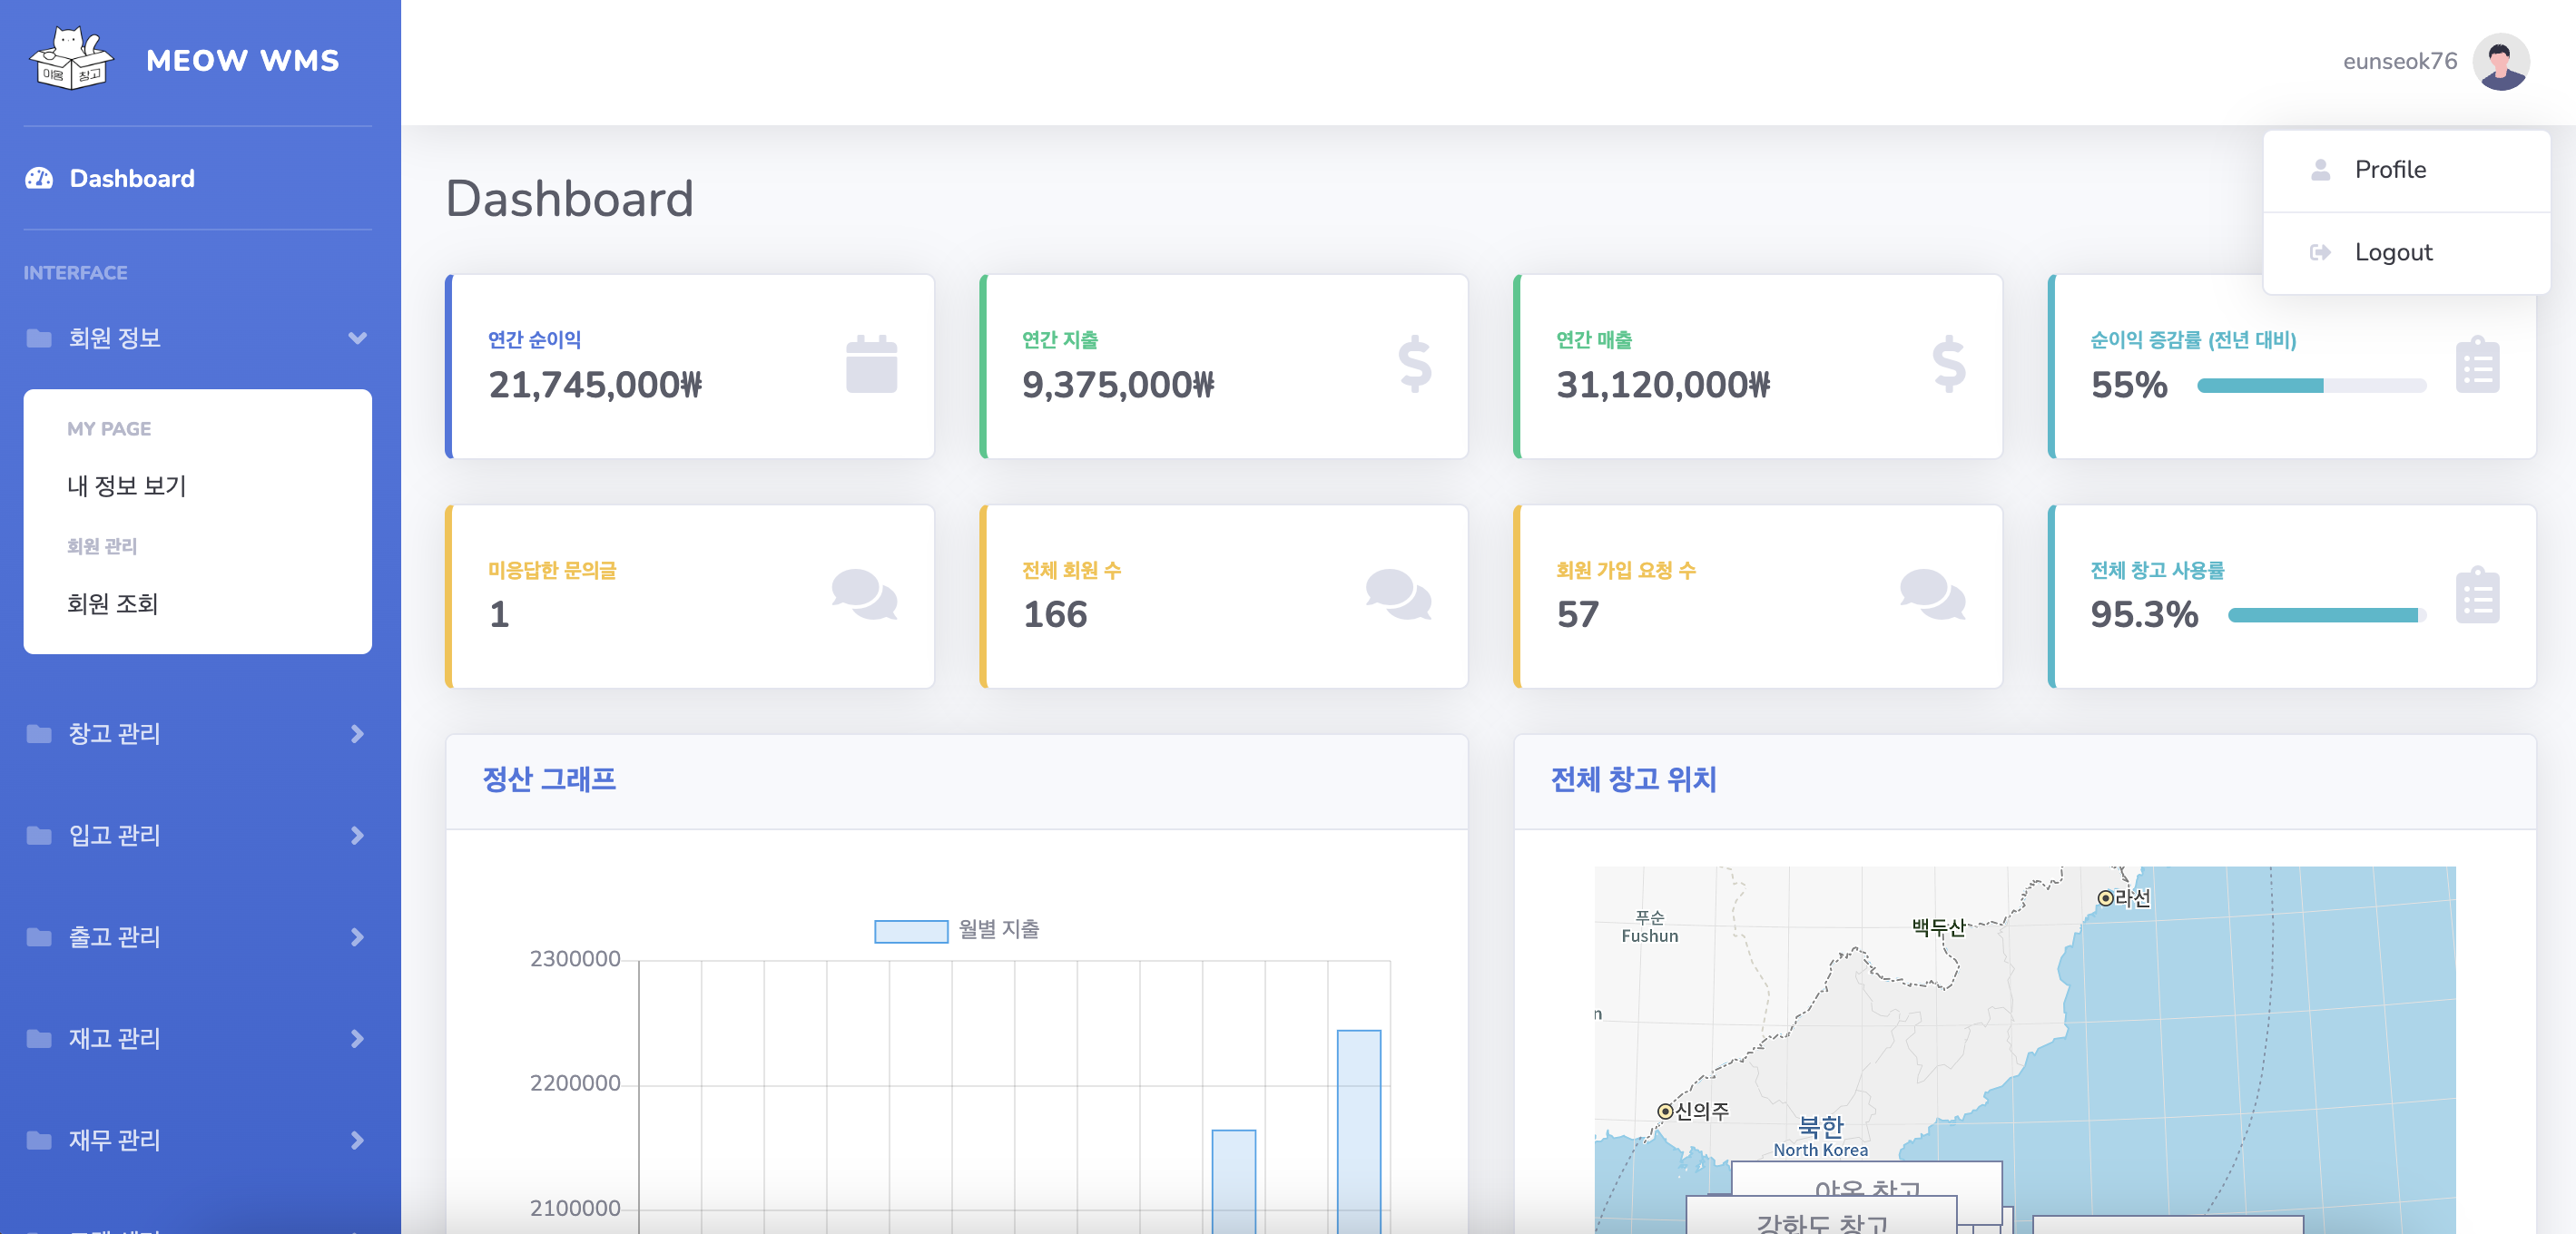 야옹 창고
MEOW WMS
eunseok76
Profile
Logout
Dashboard
INTERFACE
회원 정보
MY PAGE
내 정보 보기
회원 관리
회원 조회
창고 관리
입고 관리
출고 관리
재고 관리
재무 관리
Dashboard
연간 순이익
21,745,000₩
연간 지출
9,375,000₩
연간 매출
31,120,000₩
순이익 증감률 (전년 대비)
55%
미응답한 문의글
1
전체 회원 수
166
회원 가입 요청 수
57
전체 창고 사용률
95.3%
정산 그래프
월별 지출
2300000
2200000
2100000
전체 창고 위치
라선
푸순
Fushun
백두산
n
신의주
북한
North Korea
야옹 창고
강화도 창고